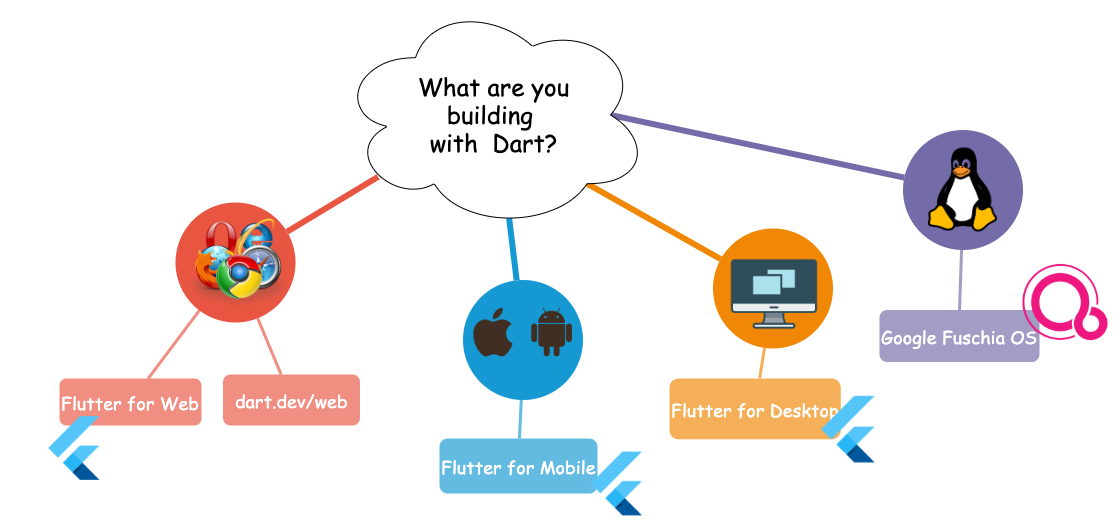 What are you
building
with Dart?
Flutter for Web
dart.dev/web
Flutter for Mobile
Flutter for Desktop
Google Fuschia OS